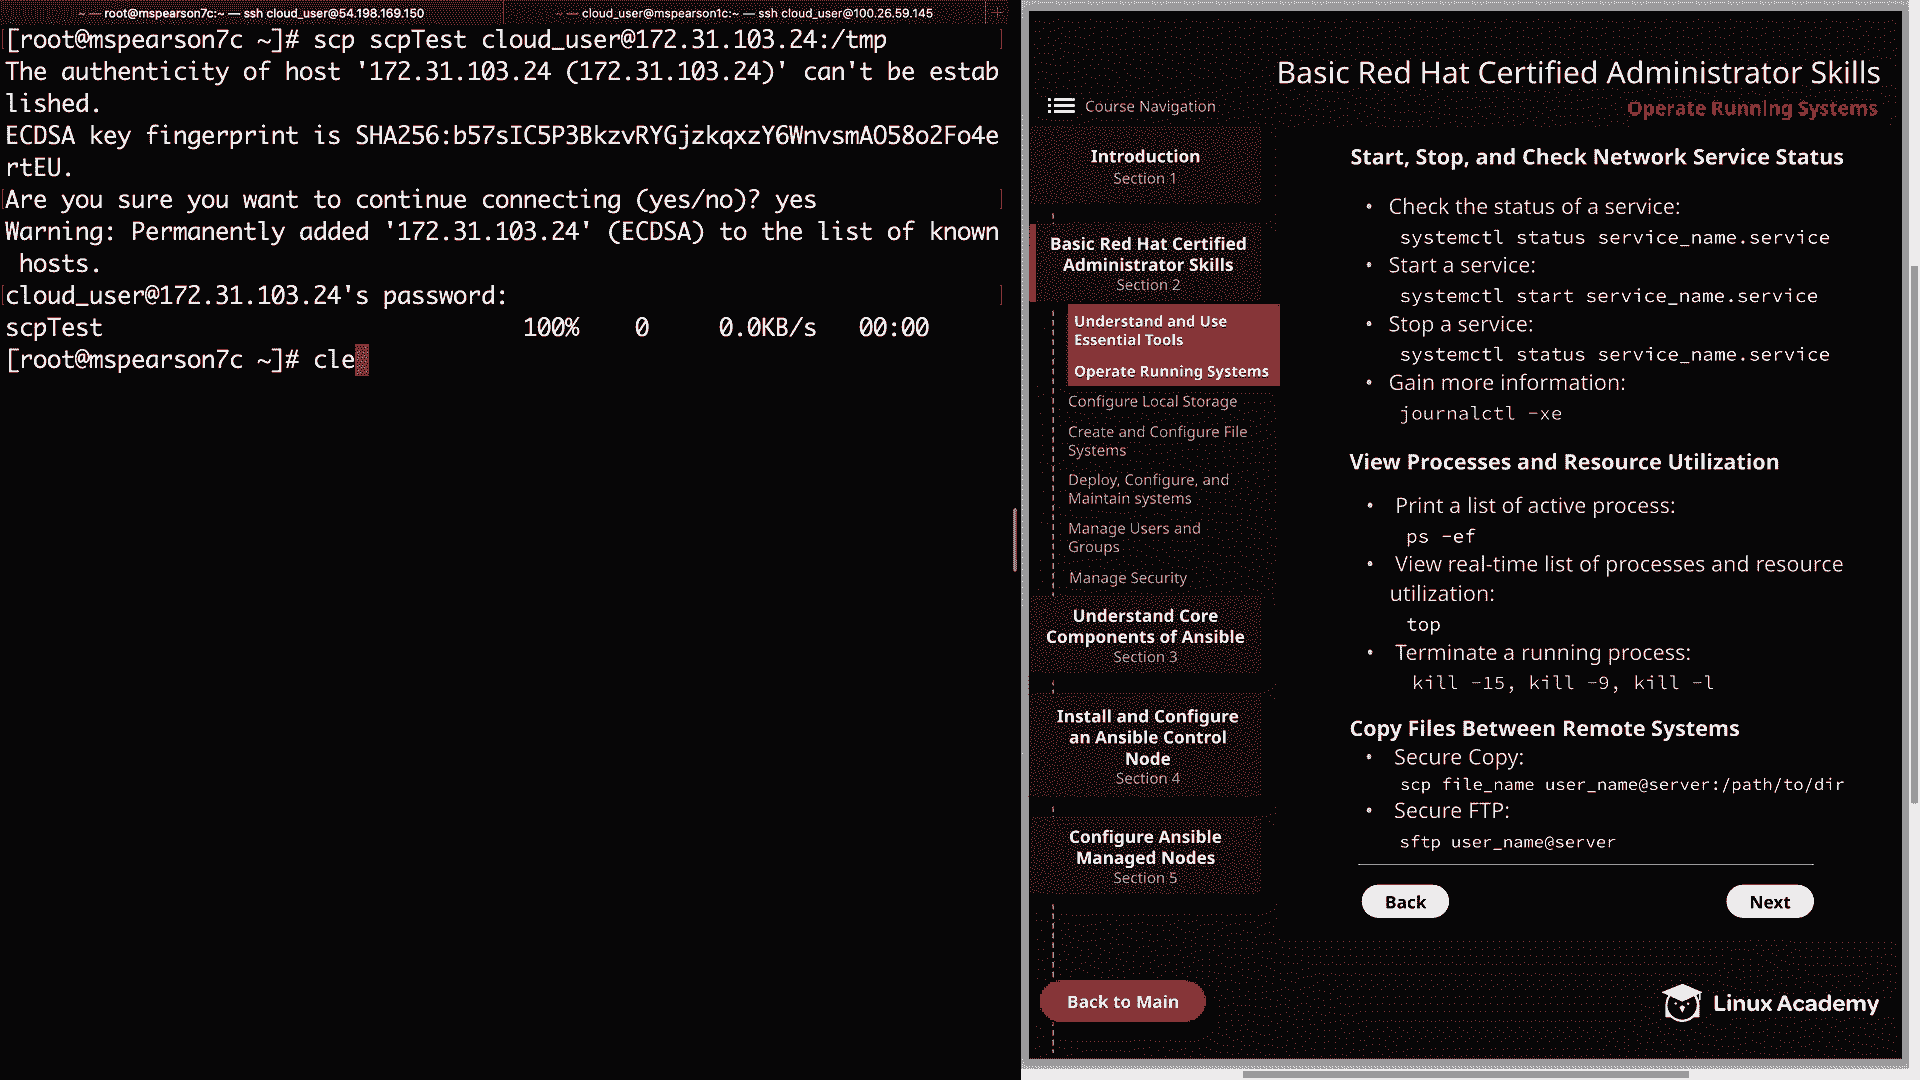 ~ — root@mspearson7c:~ — ssh cloud_user@54.198.169.150
~ — cloud_user@mspearson1c:~ — ssh cloud_user@100.26.59.145
[root@mspearson7c ~]# scp scpTest cloud_user@172.31.103.24:/tmp
The authenticity of host '172.31.103.24 (172.31.103.24)' can't be estab
lished.
ECDSA key fingerprint is SHA256:b57sIC5P3BkzvRYGjzkqxzY6WnvsmAO58o2Fo4e
rtEU.
Are you sure you want to continue connecting (yes/no)? yes
Warning: Permanently added '172.31.103.24' (ECDSA) to the list of known
 hosts.
cloud_user@172.31.103.24's password:
scpTest 100% 0 0.0KB/s 00:00
[root@mspearson7c ~]# cle
Basic Red Hat Certified Administrator Skills
Operate Running Systems
Course Navigation
Introduction
Section 1
Basic Red Hat Certified
Administrator Skills
Section 2
Understand and Use
Essential Tools
Operate Running Systems
Configure Local Storage
Create and Configure File
Systems
Deploy, Configure, and
Maintain systems
Manage Users and
Groups
Manage Security
Understand Core
Components of Ansible
Section 3
Install and Configure
an Ansible Control
Node
Section 4
Configure Ansible
Managed Nodes
Section 5
Back to Main
Start, Stop, and Check Network Service Status
• Check the status of a service:
systemctl status service_name.service
• Start a service:
systemctl start service_name.service
• Stop a service:
systemctl status service_name.service
• Gain more information:
journalctl -xe
View Processes and Resource Utilization
• Print a list of active process:
ps -ef
• View real-time list of processes and resource
utilization:
top
• Terminate a running process:
kill -15, kill -9, kill -l
Copy Files Between Remote Systems
• Secure Copy:
scp file_name user_name@server:/path/to/dir
• Secure FTP:
sftp user_name@server
Back
Next
Linux Academy